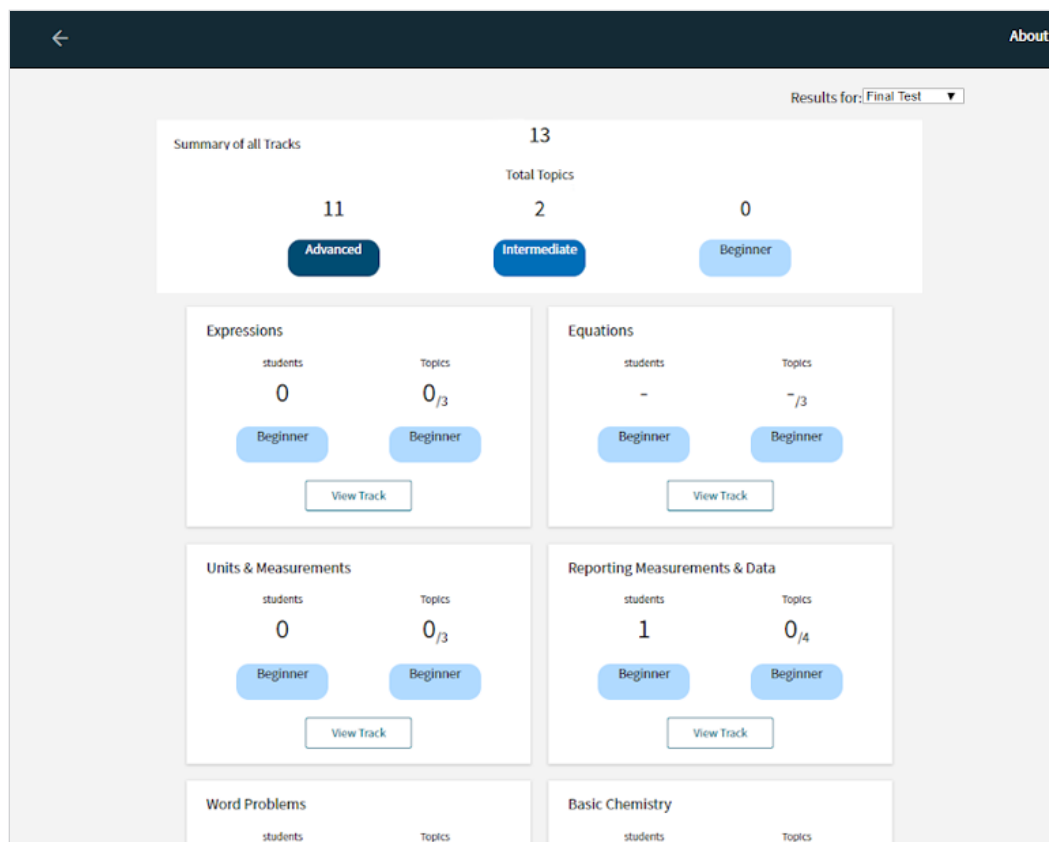 About
Results for: Final Test ▼
Summary of all Tracks
13
Total Topics
11 2 0
Advanced Intermediate Beginner
Expressions
students Topics
0 0/3
Beginner Beginner
View Track
Equations
students Topics
- -/3
Beginner Beginner
View Track
Units & Measurements
students Topics
0 0/3
Beginner Beginner
View Track
Reporting Measurements & Data
students Topics
1 0/4
Beginner Beginner
View Track
Word Problems
students Topics
Basic Chemistry
students Topics